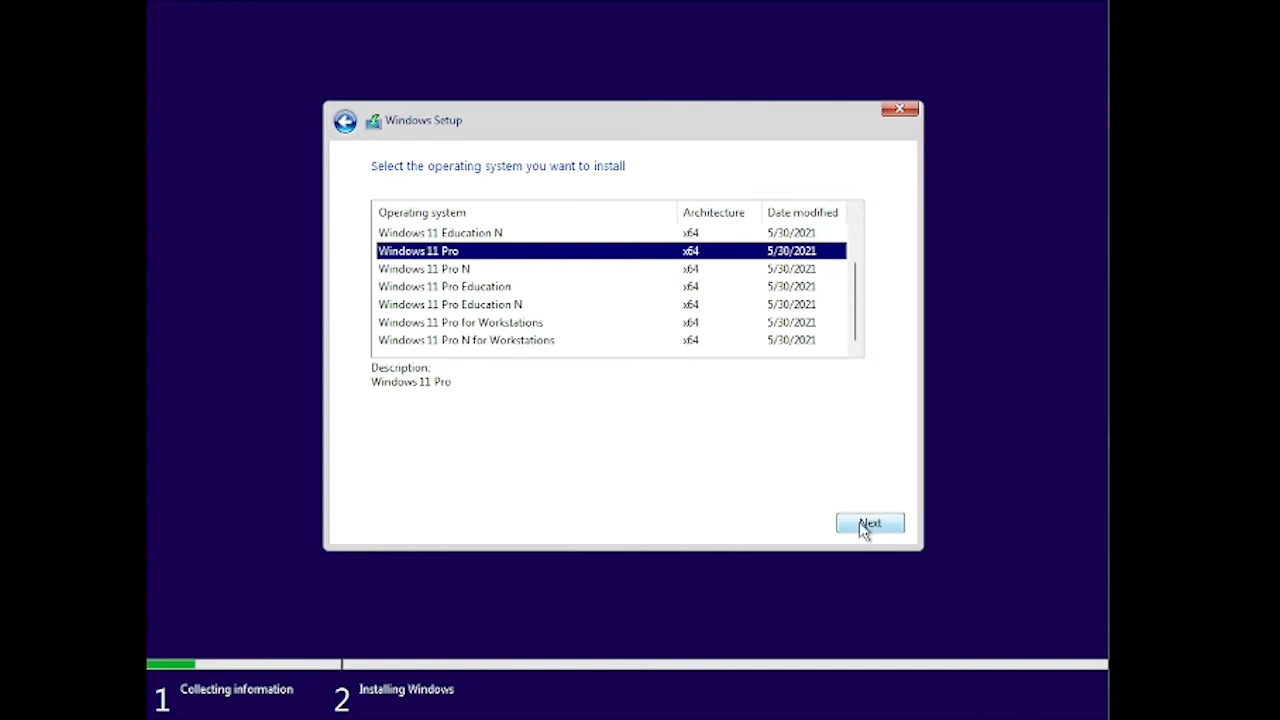 Windows Setup
Select the operating system you want to install
Operating system Architecture Date modified
Windows 11 Education N x64 5/30/2021
Windows 11 Pro x64 5/30/2021
Windows 11 Pro N x64 5/30/2021
Windows 11 Pro Education x64 5/30/2021
Windows 11 Pro Education N x64 5/30/2021
Windows 11 Pro for Workstations x64 5/30/2021
Windows 11 Pro N for Workstations x64 5/30/2021
Description:
Windows 11 Pro
Next
1 Collecting information 2 Installing Windows